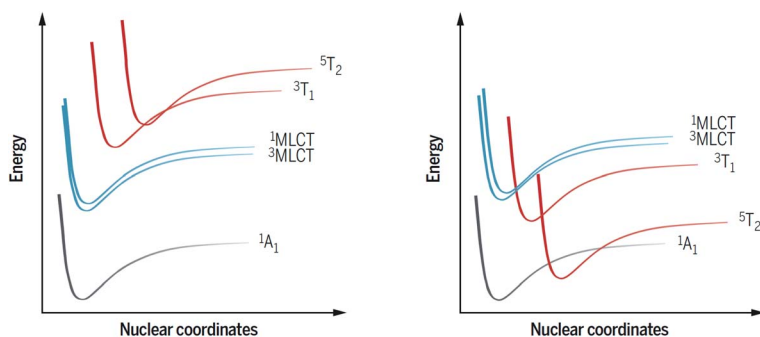 ⁵T₂
³T₁
¹MLCT
³MLCT
¹A₁
Energy
Nuclear coordinates
¹MLCT
³MLCT
³T₁
⁵T₂
¹A₁
Energy
Nuclear coordinates